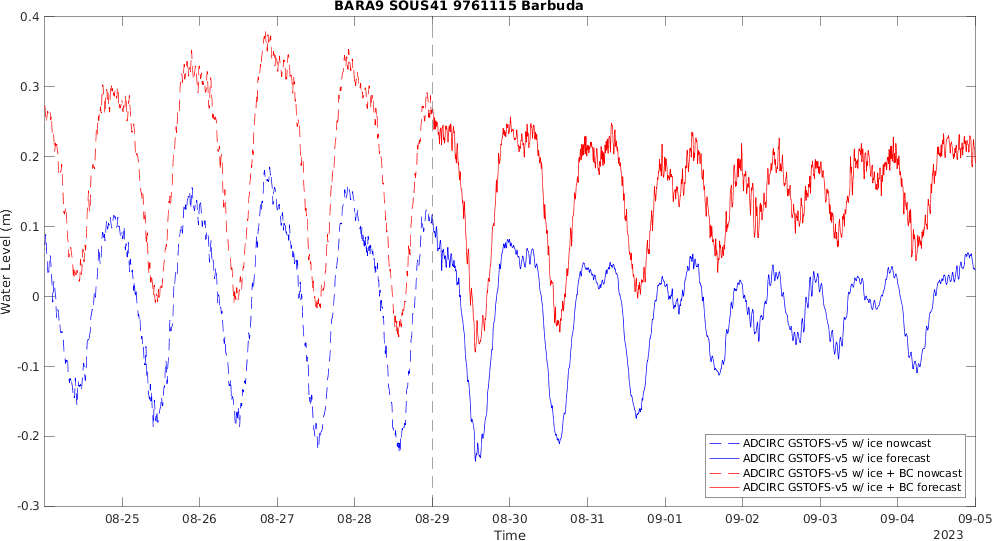 BARA9 SOUS41 9761115 Barbuda
Water Level (m)
0.4
0.3
0.2
0.1
0
-0.1
-0.2
-0.3
ADCIRC GSTOFS-v5 w/ ice nowcast
ADCIRC GSTOFS-v5 w/ ice forecast
ADCIRC GSTOFS-v5 w/ ice + BC nowcast
ADCIRC GSTOFS-v5 w/ ice + BC forecast
08-25 08-26 08-27 08-28 08-29 08-30 08-31 09-01 09-02 09-03 09-04 09-05
Time
2023